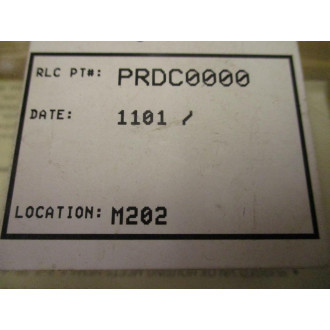 RLC PT#: PRDC0000
DATE: 1101 /
LOCATION: M202